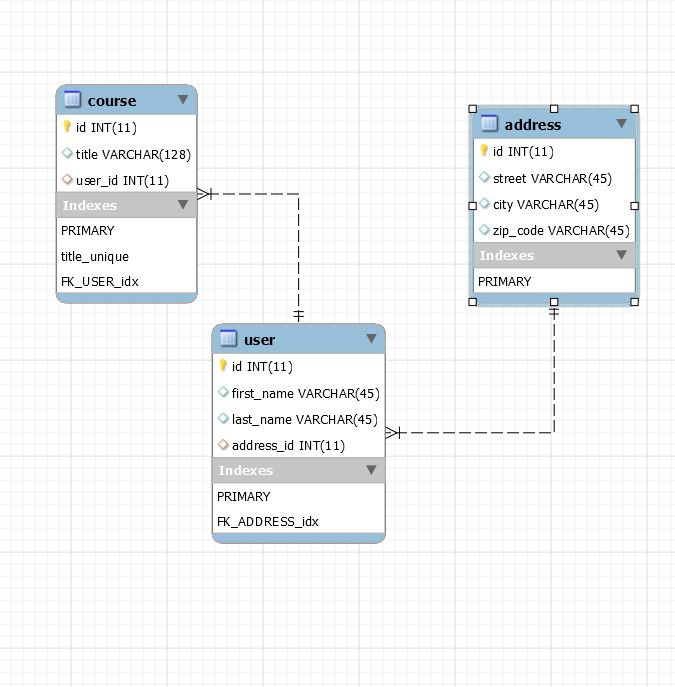 course
id INT(11)
title VARCHAR(128)
user_id INT(11)
Indexes
PRIMARY
title_unique
FK_USER_idx
address
id INT(11)
street VARCHAR(45)
city VARCHAR(45)
zip_code VARCHAR(45)
Indexes
PRIMARY
user
id INT(11)
first_name VARCHAR(45)
last_name VARCHAR(45)
address_id INT(11)
Indexes
PRIMARY
FK_ADDRESS_idx